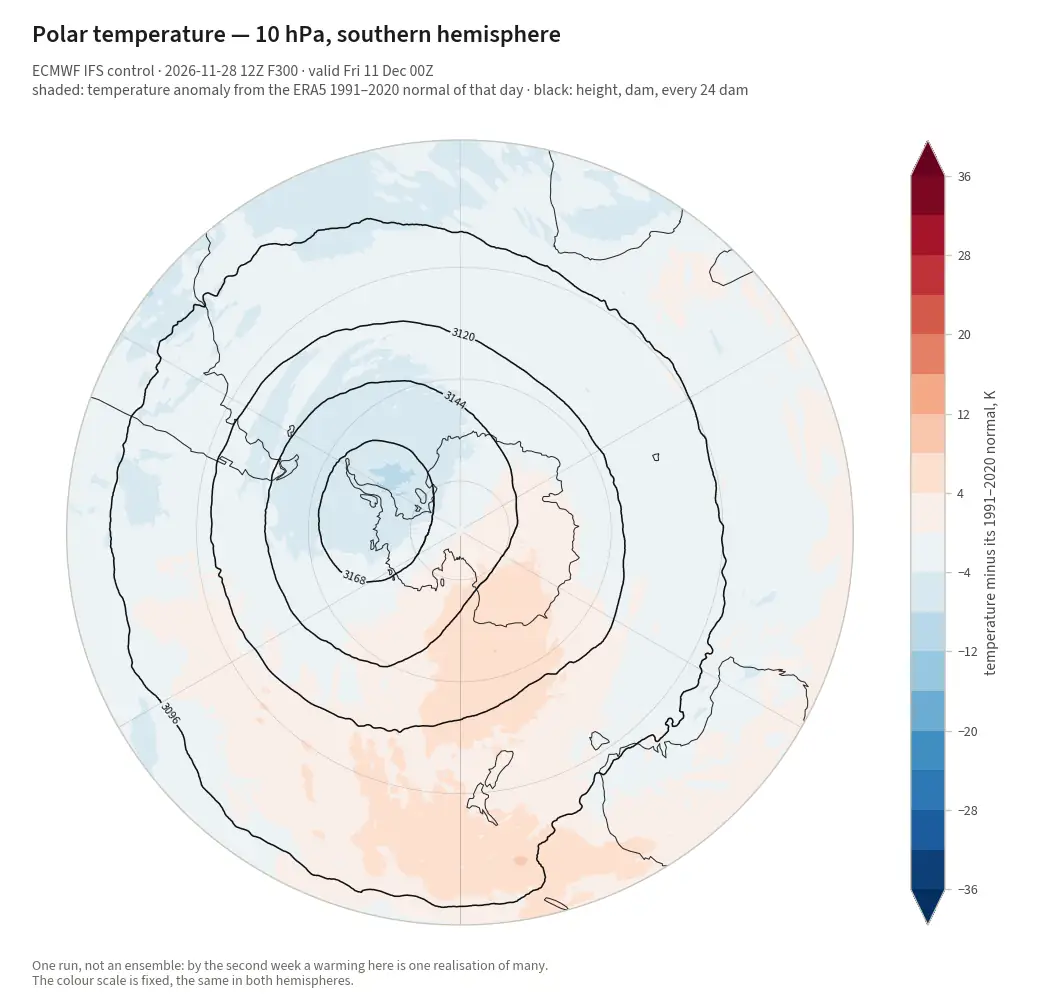 Polar temperature — 10 hPa, southern hemisphere
ECMWF IFS control · 2026-11-28 12Z F300 · valid Fri 11 Dec 00Z
shaded: temperature anomaly from the ERA5 1991–2020 normal of that day · black: height, dam, every 24 dam
3120
3144
3168
3096
36
28
20
12
4
−4
−12
−20
−28
−36
temperature minus its 1991–2020 normal, K
One run, not an ensemble: by the second week a warming here is one realisation of many.
The colour scale is fixed, the same in both hemispheres.